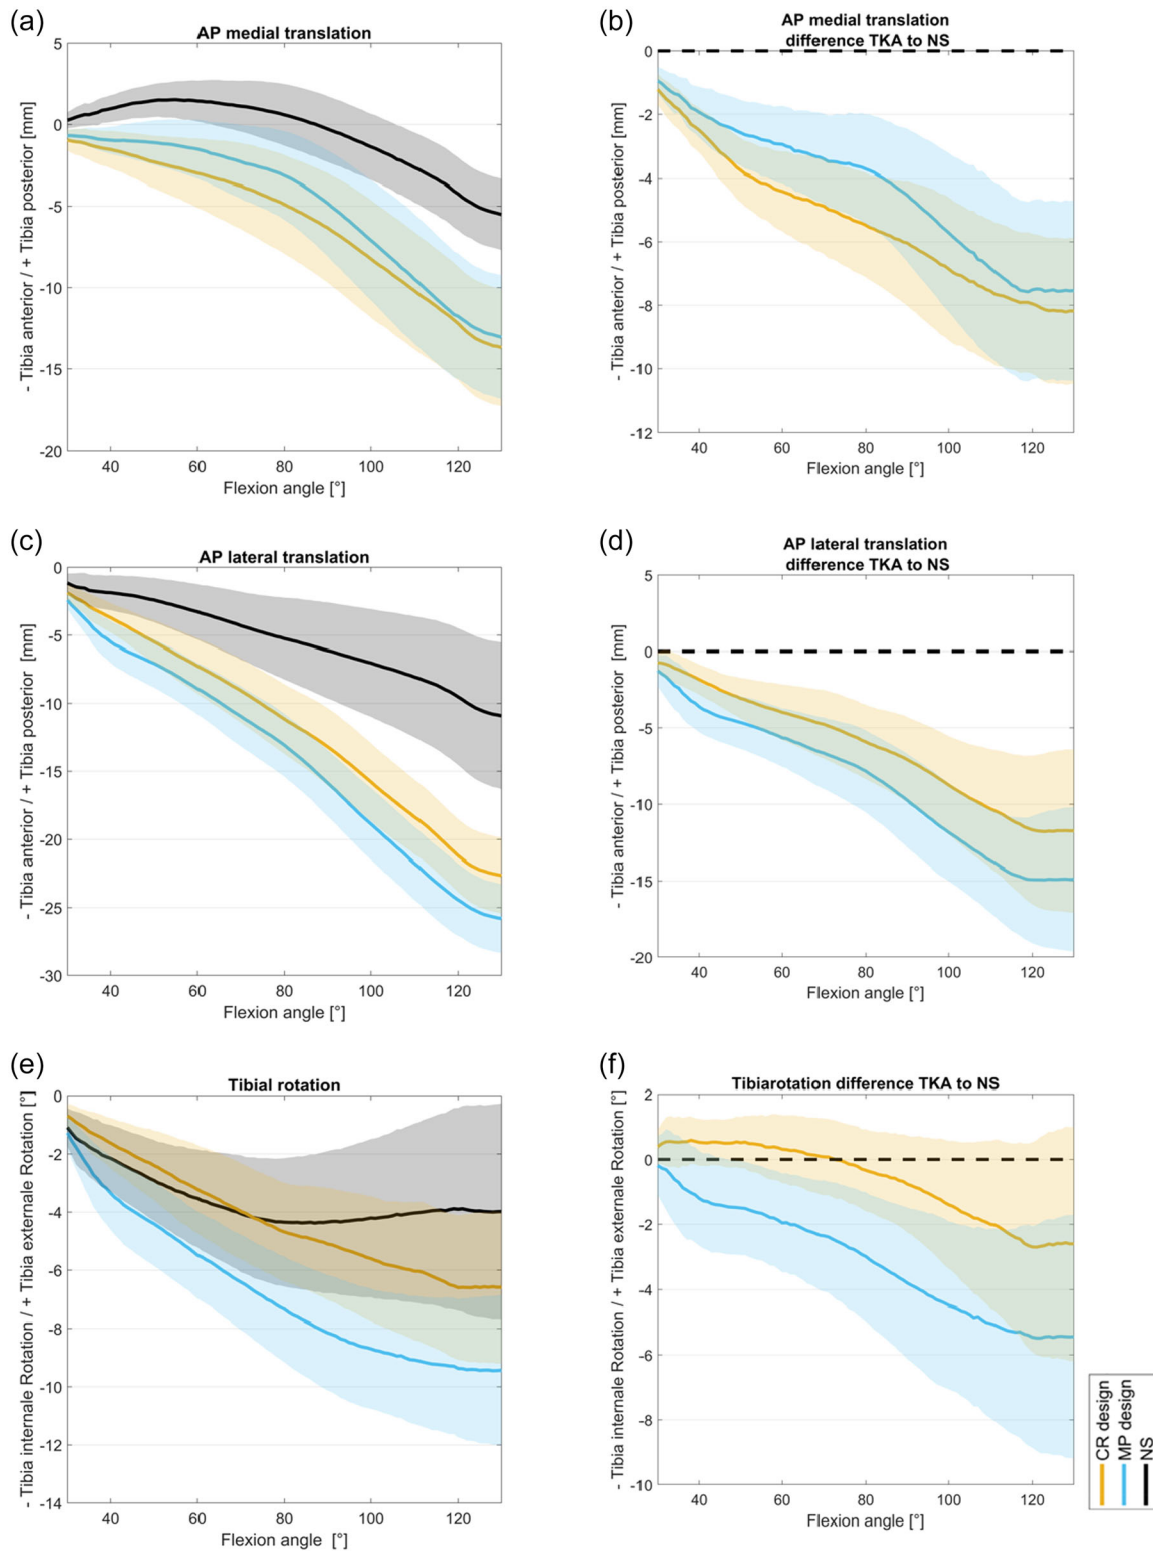 (a)
AP medial translation
- Tibia anterior / + Tibia posterior [mm]
5
0
-5
-10
-15
-20
40 60 80 100 120
Flexion angle [°]
(b)
AP medial translation
difference TKA to NS
- Tibia anterior / + Tibia posterior [mm]
0
-2
-4
-6
-8
-10
-12
40 60 80 100 120
Flexion angle [°]
(c)
AP lateral translation
- Tibia anterior / + Tibia posterior [mm]
0
-5
-10
-15
-20
-25
-30
40 60 80 100 120
Flexion angle [°]
(d)
AP lateral translation
difference TKA to NS
- Tibia anterior / + Tibia posterior [mm]
5
0
-5
-10
-15
-20
40 60 80 100 120
Flexion angle [°]
(e)
Tibial rotation
- Tibia internale Rotation / + Tibia externale Rotation [°]
0
-2
-4
-6
-8
-10
-12
-14
40 60 80 100 120
Flexion angle [°]
(f)
Tibiarotation difference TKA to NS
- Tibia internale Rotation / + Tibia externale Rotation [°]
2
0
-2
-4
-6
-8
-10
40 60 80 100 120
Flexion angle [°]
CR design
MP design
NS